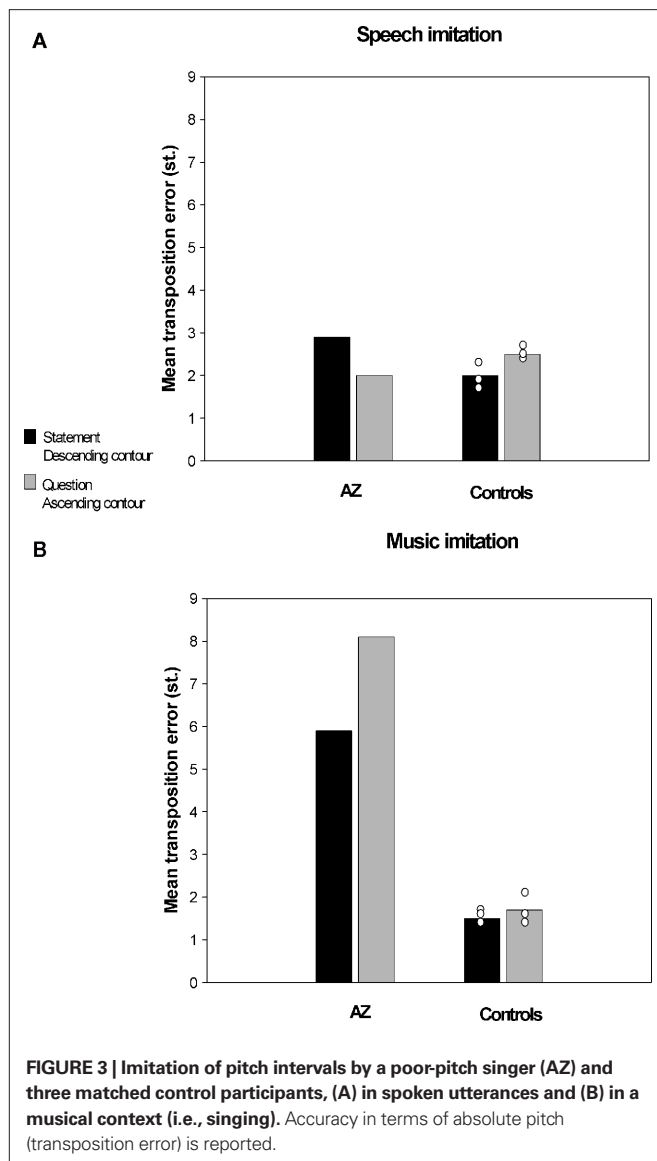 A
Speech imitation
9
8
7
6
5
4
3
2
1
0
Mean transposition error (st.)
AZ
Controls
Statement
Descending contour
Question
Ascending contour
B
Music imitation
9
8
7
6
5
4
3
2
1
0
Mean transposition error (st.)
AZ
Controls
FIGURE 3 | Imitation of pitch intervals by a poor-pitch singer (AZ) and
three matched control participants, (A) in spoken utterances and (B) in a
musical context (i.e., singing). Accuracy in terms of absolute pitch
(transposition error) is reported.